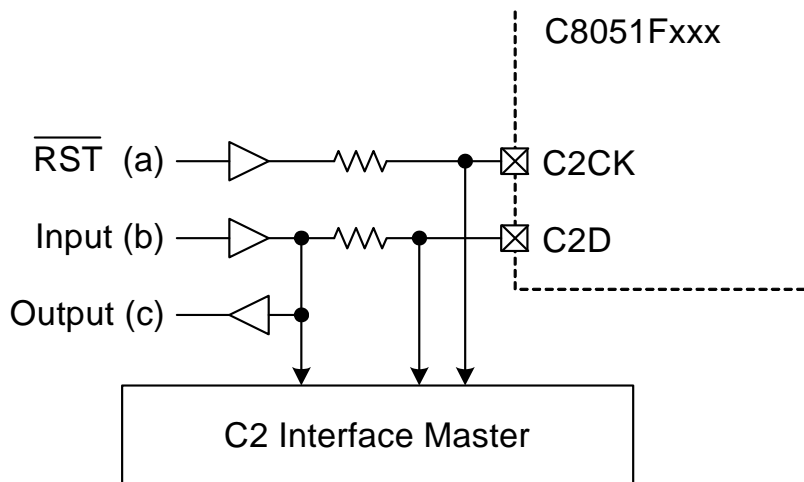 C8051Fxxx
RST (a)
C2CK
Input (b)
C2D
Output (c)
C2 Interface Master